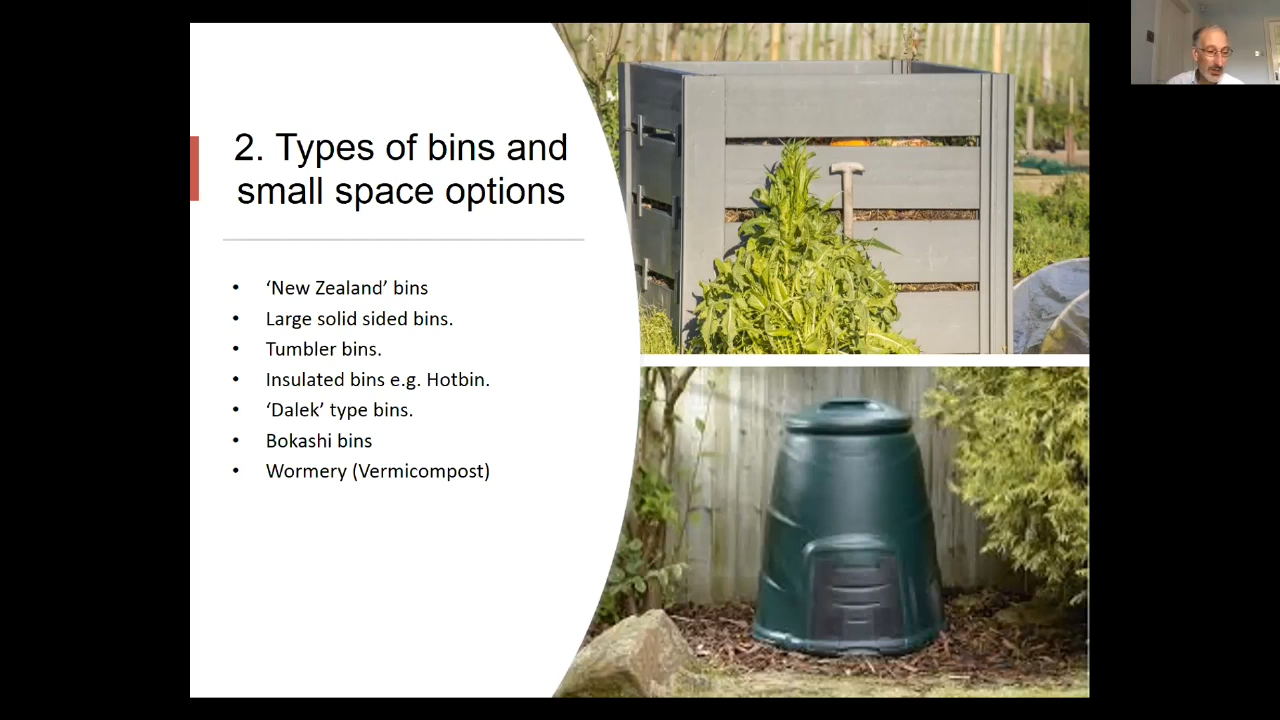 2. Types of bins and
small space options
• ‘New Zealand’ bins
• Large solid sided bins.
• Tumbler bins.
• Insulated bins e.g. Hotbin.
• ‘Dalek’ type bins.
• Bokashi bins
• Wormery (Vermicompost)